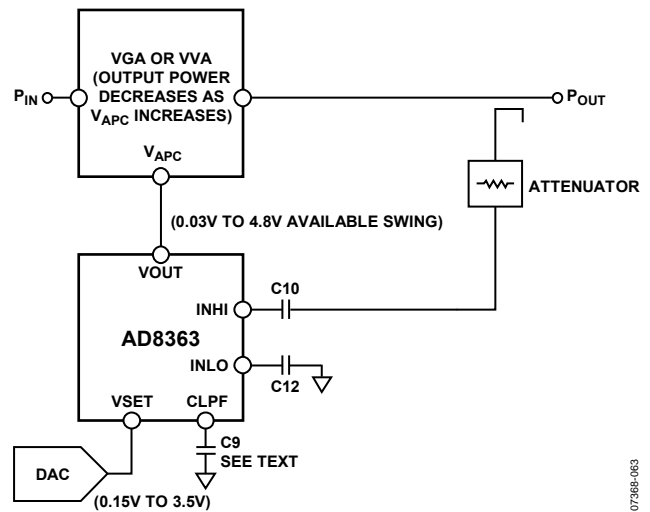 VGA OR VVA
(OUTPUT POWER
DECREASES AS
VAPC INCREASES)
PIN
POUT
VAPC
ATTENUATOR
(0.03V TO 4.8V AVAILABLE SWING)
VOUT
C10
INHI
AD8363
INLO
C12
VSET
CLPF
C9
SEE TEXT
DAC
(0.15V TO 3.5V)
07368-063